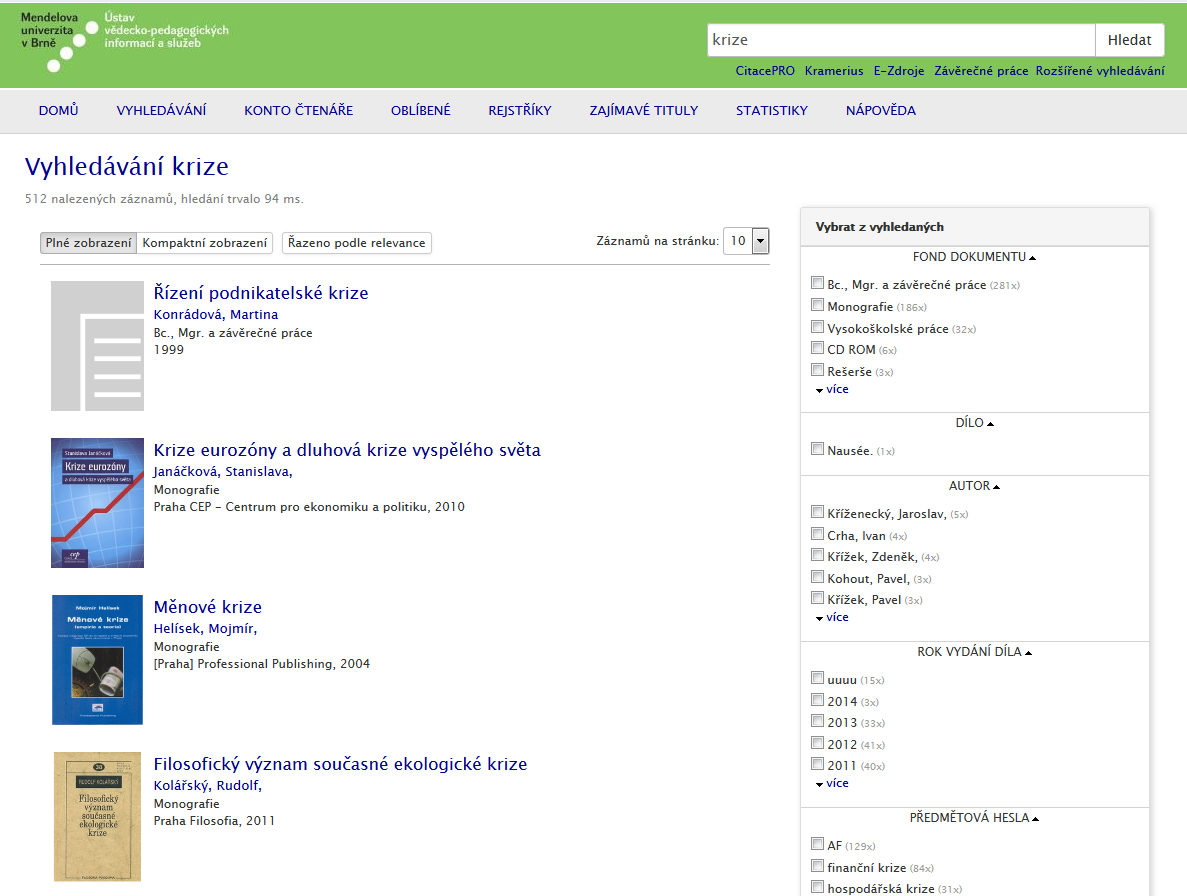 Mendelova
univerzita
v Brně
Ústav
vědecko-pedagogických
informací a služeb
krize
Hledat
CitacePRO Kramerius E-Zdroje Závěrečné práce Rozšířené vyhledávání
DOMŮ VYHLEDÁVÁNÍ KONTO ČTENÁŘE OBLÍBENÉ REJSTŘÍKY ZAJÍMAVÉ TITULY STATISTIKY NÁPOVĚDA
Vyhledávání krize
512 nalezených záznamů, hledání trvalo 94 ms.
Plné zobrazení Kompaktní zobrazení Řazeno podle relevance
Záznamů na stránku: 10
Řízení podnikatelské krize
Konrádová, Martina
Bc., Mgr. a závěrečné práce
1999
Stanislava Janáčková
Krize eurozóny
a dluhová krize vyspělého světa
cep
Krize eurozóny a dluhová krize vyspělého světa
Janáčková, Stanislava,
Monografie
Praha CEP - Centrum pro ekonomiku a politiku, 2010
Mojmír Helísek
Měnové krize
(empirie a teorie)
Professional Publishing
Měnové krize
Helísek, Mojmír,
Monografie
[Praha] Professional Publishing, 2004
RUDOLF KOLÁŘSKÝ
Filosofický
význam
současné
ekologické
krize
Filosofický význam současné ekologické krize
Kolářský, Rudolf,
Monografie
Praha Filosofia, 2011
Vybrat z vyhledaných
FOND DOKUMENTU
Bc., Mgr. a závěrečné práce (281x)
Monografie (186x)
Vysokoškolské práce (32x)
CD ROM (6x)
Rešerše (3x)
více
DÍLO
Nausée. (1x)
AUTOR
Kříženecký, Jaroslav, (5x)
Crha, Ivan (4x)
Křížek, Zdeněk, (4x)
Kohout, Pavel, (3x)
Křížek, Pavel (3x)
více
ROK VYDÁNÍ DÍLA
uuuu (15x)
2014 (3x)
2013 (33x)
2012 (41x)
2011 (40x)
více
PŘEDMĚTOVÁ HESLA
AF (129x)
finanční krize (84x)
hospodářská krize (31x)